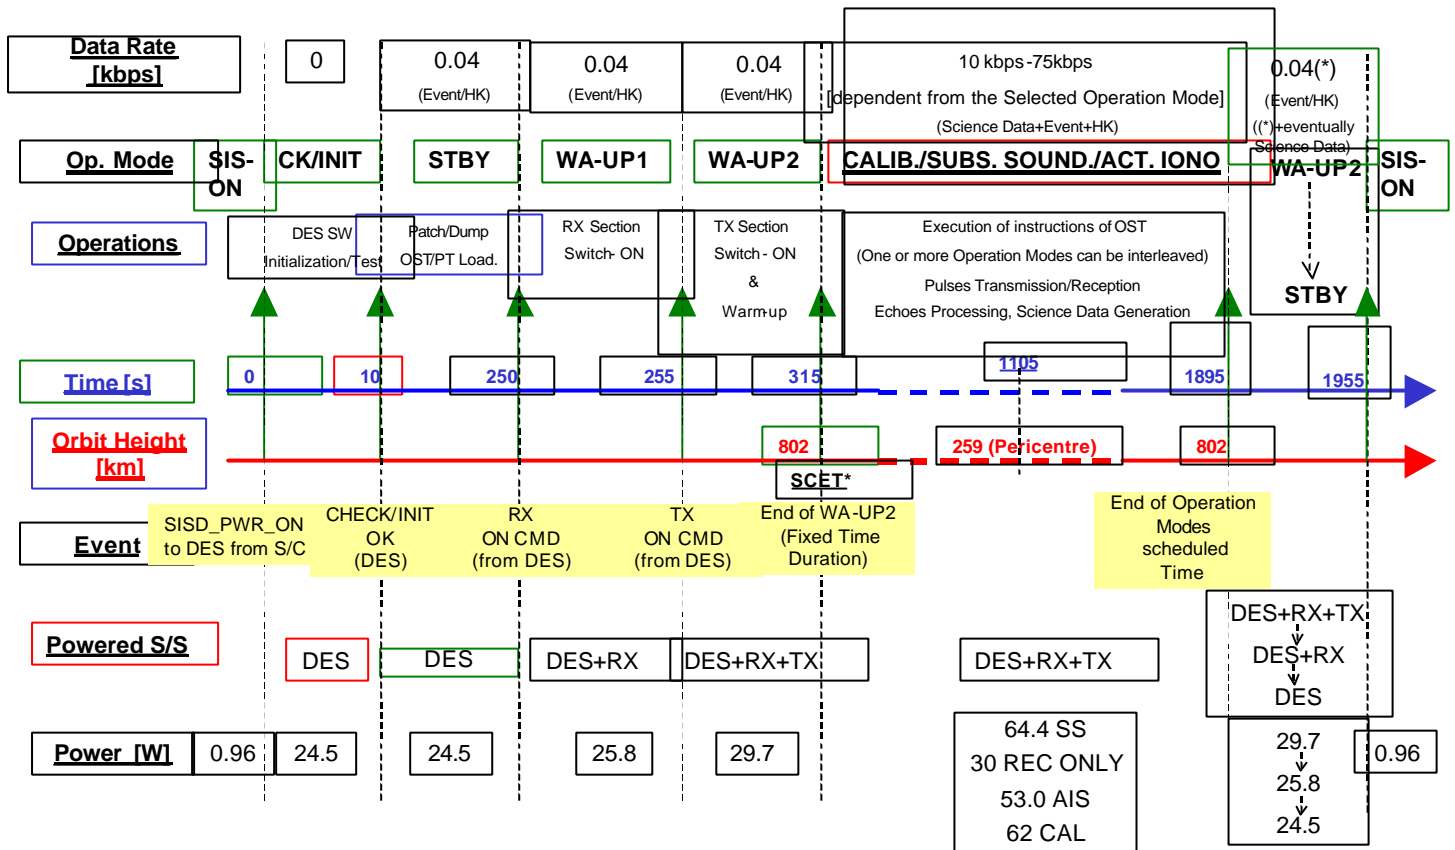 Data Rate
[kbps]
0
0.04
(Event/HK)
0.04
(Event/HK)
0.04
(Event/HK)
10 kbps-75kbps
[dependent from the Selected Operation Mode]
(Science Data+Event+HK)
0.04(*)
(Event/HK)
((*)+eventually
Science Data)
Op. Mode
SIS-
ON
CK/INIT
STBY
WA-UP1
WA-UP2
CALIB./SUBS. SOUND./ACT. IONO
WA-UP2
STBY
SIS-
ON
Operations
DES SW
Initialization/Test
Patch/Dump
OST/PT Load.
RX Section
Switch- ON
TX Section
Switch - ON
&
Warm-up
Execution of instructions of OST
(One or more Operation Modes can be interleaved)
Pulses Transmission/Reception
Echoes Processing, Science Data Generation
Time [s]
0
10
250
255
315
1105
1895
1955
Orbit Height
[km]
802
259 (Pericentre)
802
SCET*
Event
SISD_PWR_ON
to DES from S/C
CHECK/INIT
OK
(DES)
RX
ON CMD
(from DES)
TX
ON CMD
(from DES)
End of WA-UP2
(Fixed Time
Duration)
End of Operation
Modes
scheduled
Time
Powered S/S
DES
DES
DES+RX
DES+RX+TX
DES+RX+TX
DES+RX+TX
DES+RX
DES
Power [W]
0.96
24.5
24.5
25.8
29.7
64.4 SS
30 REC ONLY
53.0 AIS
62 CAL
29.7
25.8
24.5
0.96